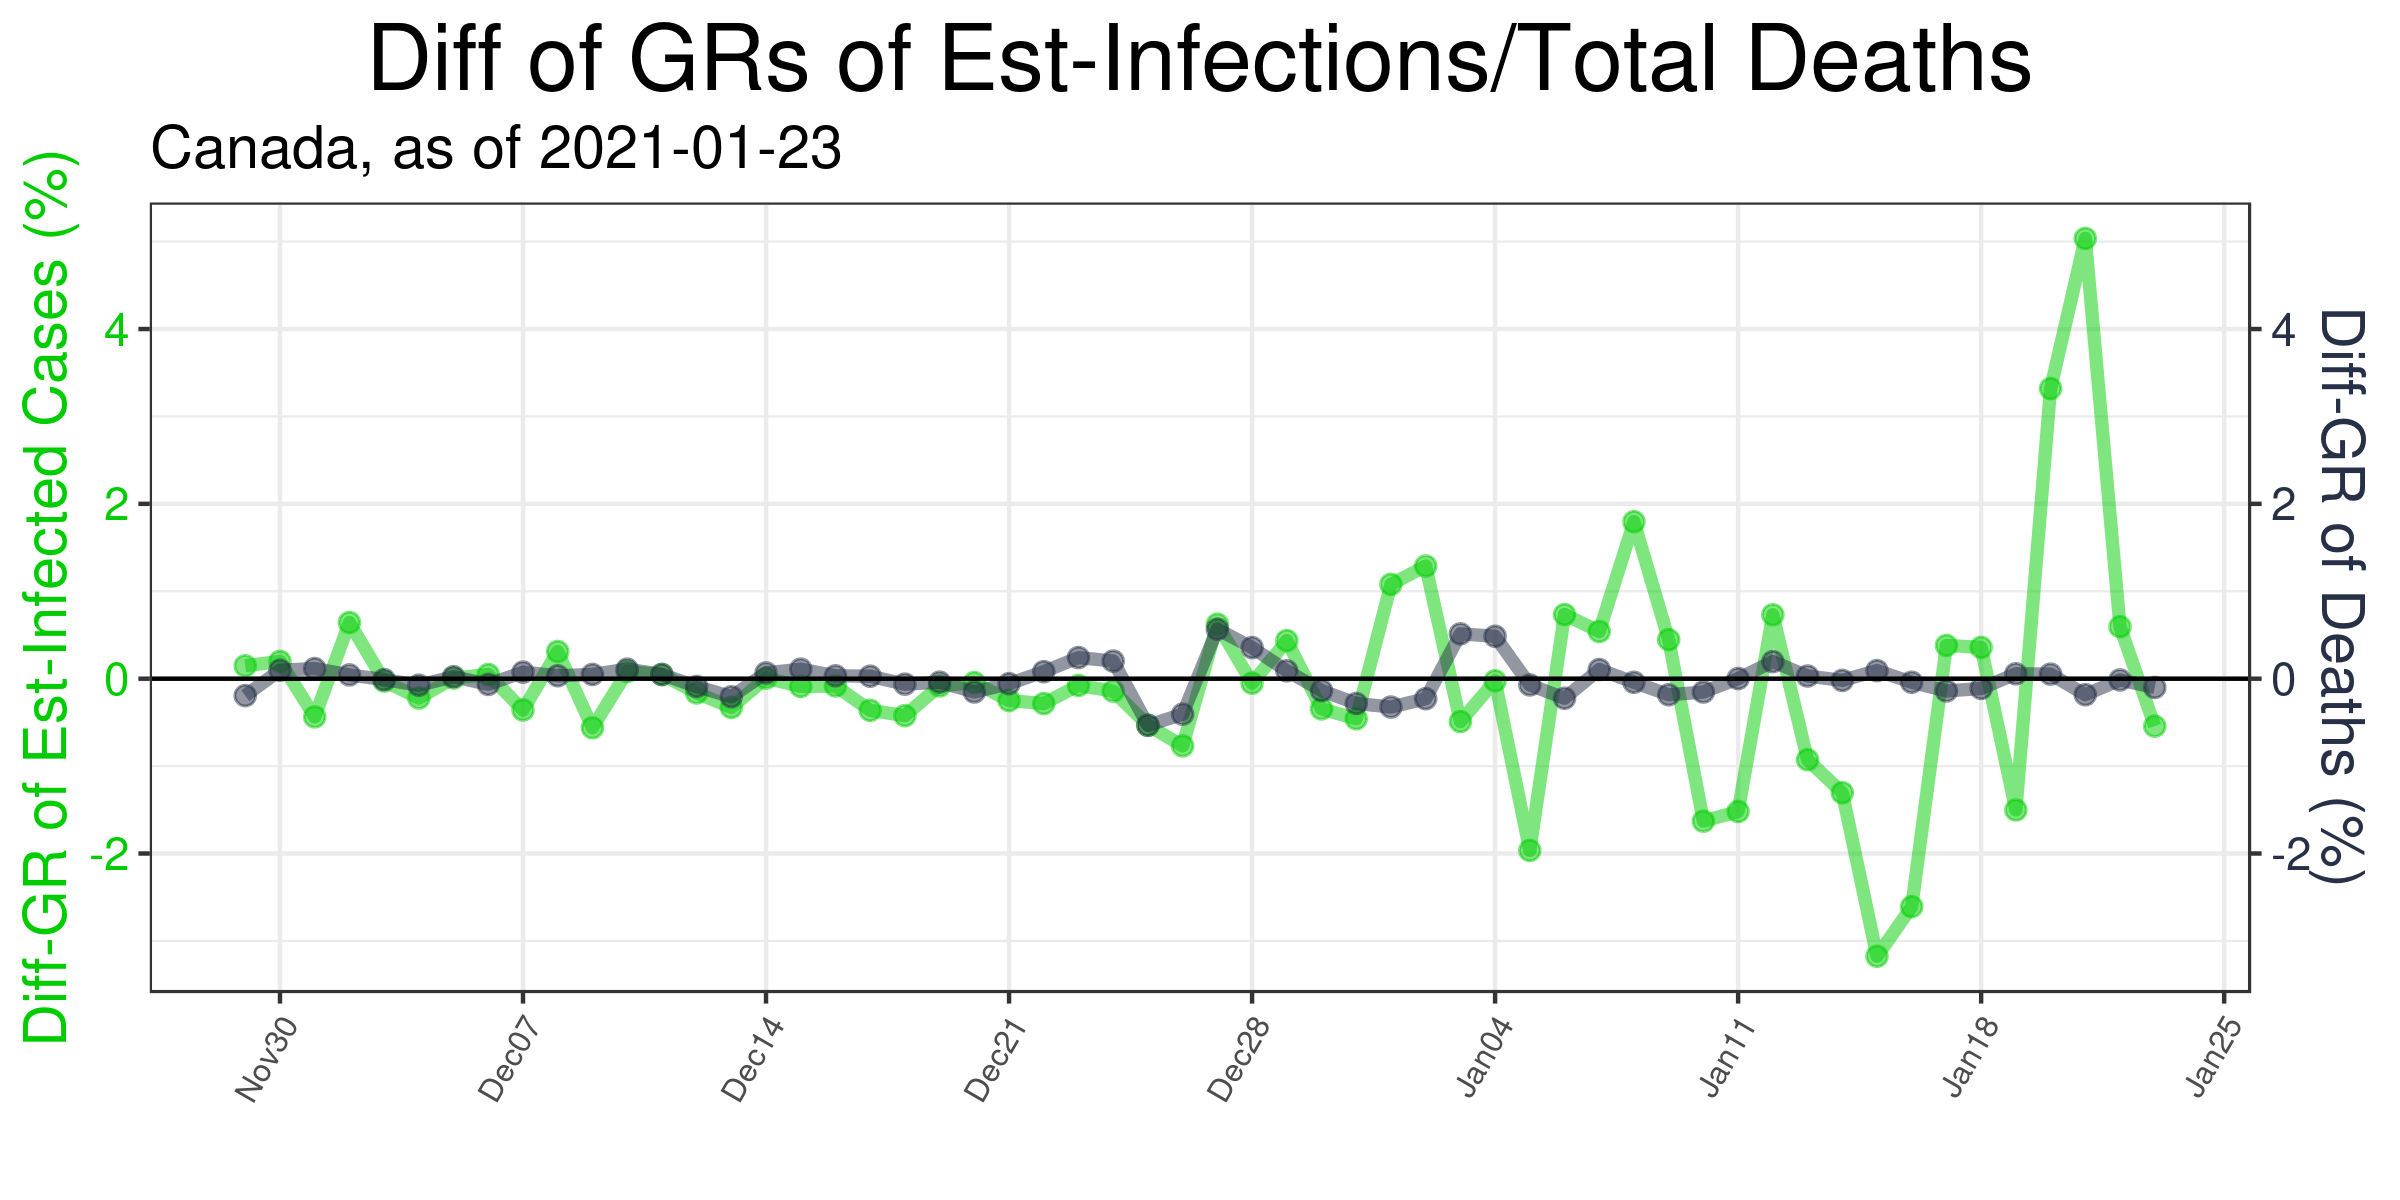 Diff of GRs of Est-Infections/Total Deaths
Canada, as of 2021-01-23
Diff-GR of Est-Infected Cases (%)
4
2
0
-2
4
2
0
-2
Diff-GR of Deaths (%)
Nov30
Dec07
Dec14
Dec21
Dec28
Jan04
Jan11
Jan18
Jan25